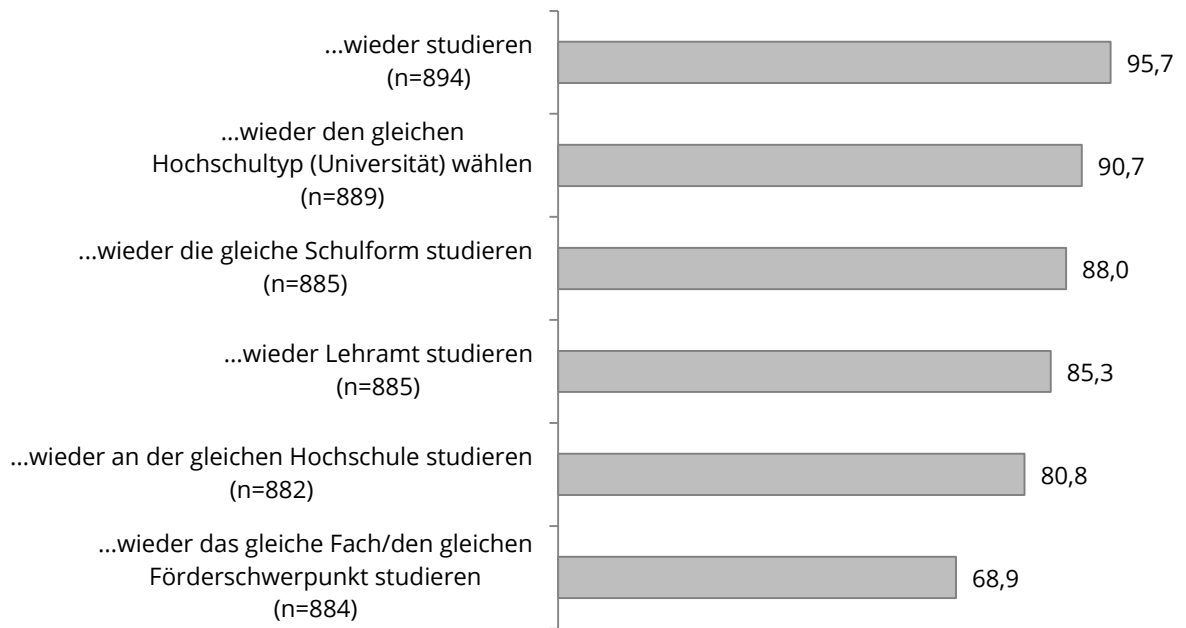 ...wieder studieren
(n=894)
95,7
...wieder den gleichen
Hochschultyp (Universität) wählen
(n=889)
90,7
...wieder die gleiche Schulform studieren
(n=885)
88,0
...wieder Lehramt studieren
(n=885)
85,3
...wieder an der gleichen Hochschule studieren
(n=882)
80,8
...wieder das gleiche Fach/den gleichen
Förderschwerpunkt studieren
(n=884)
68,9